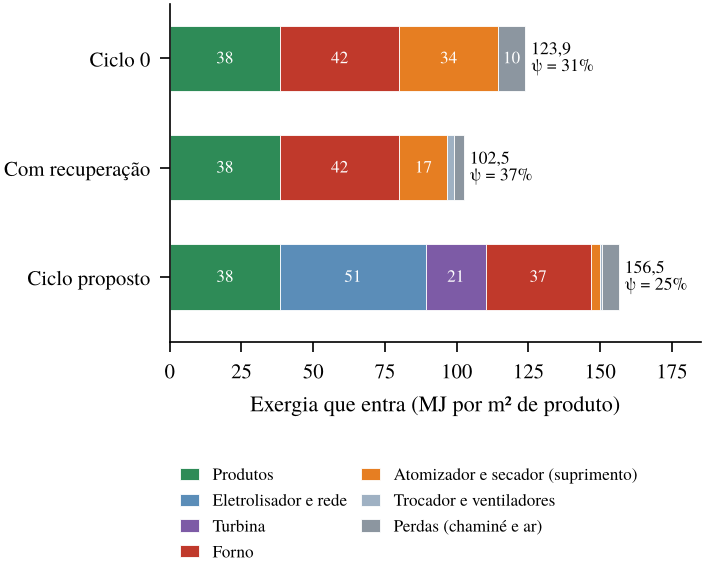 Ciclo 0
38
42
34
10
123,9
ψ = 31%
Com recuperação
38
42
17
102,5
ψ = 37%
Ciclo proposto
38
51
21
37
156,5
ψ = 25%
0 25 50 75 100 125 150 175
Exergia que entra (MJ por m² de produto)
Produtos
Eletrolisador e rede
Turbina
Forno
Atomizador e secador (suprimento)
Trocador e ventiladores
Perdas (chaminé e ar)